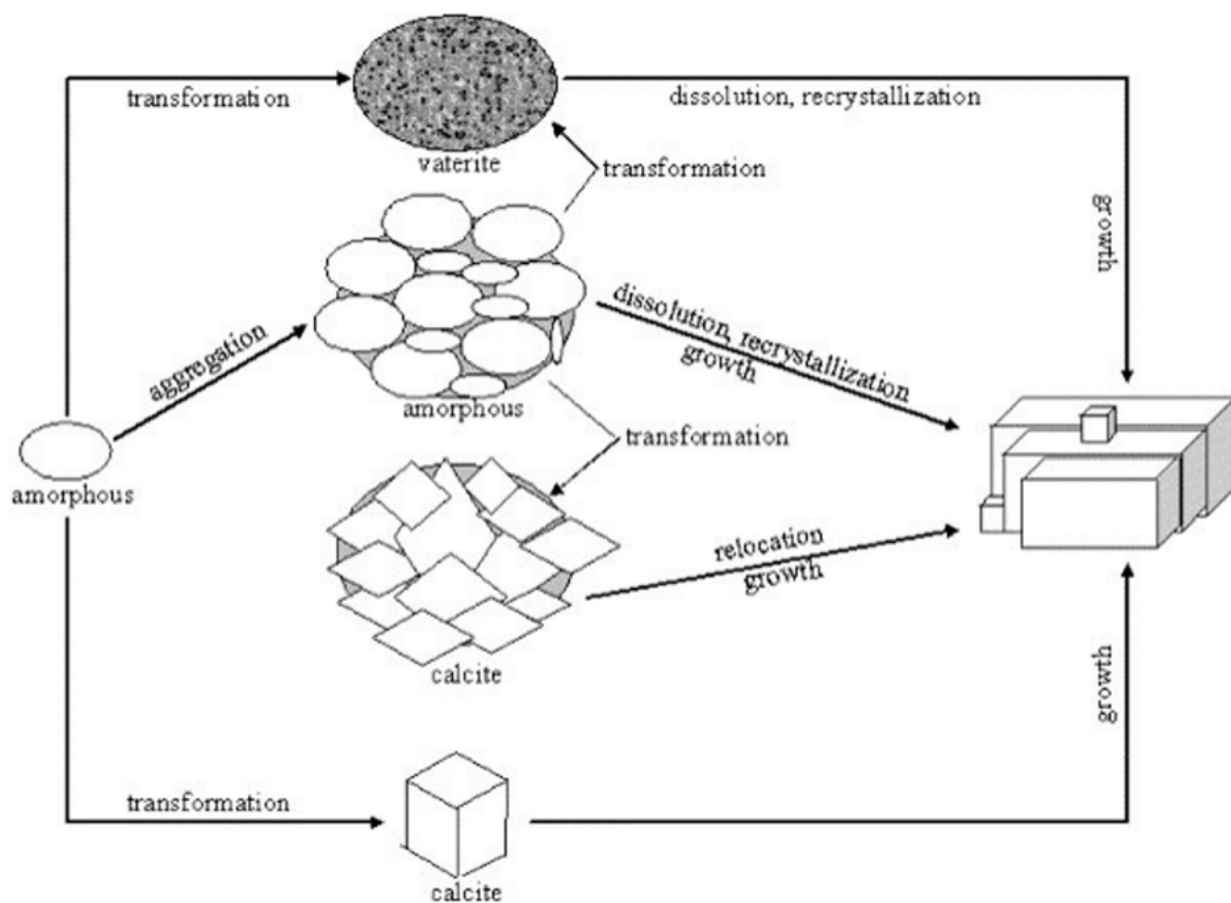 transformation
dissolution, recrystallization
vaterite
transformation
growth
aggregation
dissolution, recrystallization
growth
amorphous
transformation
amorphous
relocation
growth
calcite
growth
transformation
calcite